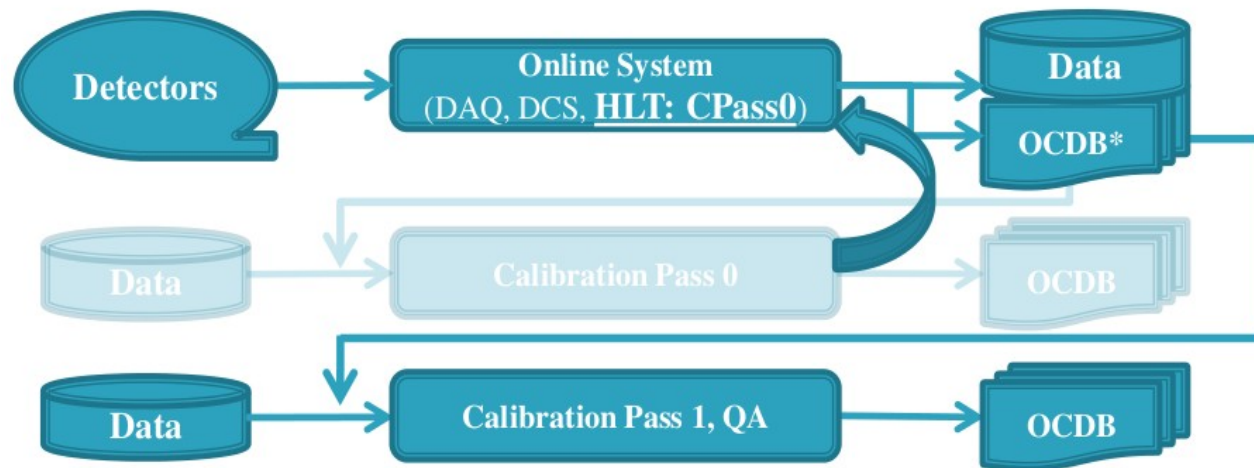 Detectors
Online System
(DAQ, DCS, HLT: CPass0)
Data
OCDB*
Data
Calibration Pass 0
OCDB
Data
Calibration Pass 1, QA
OCDB